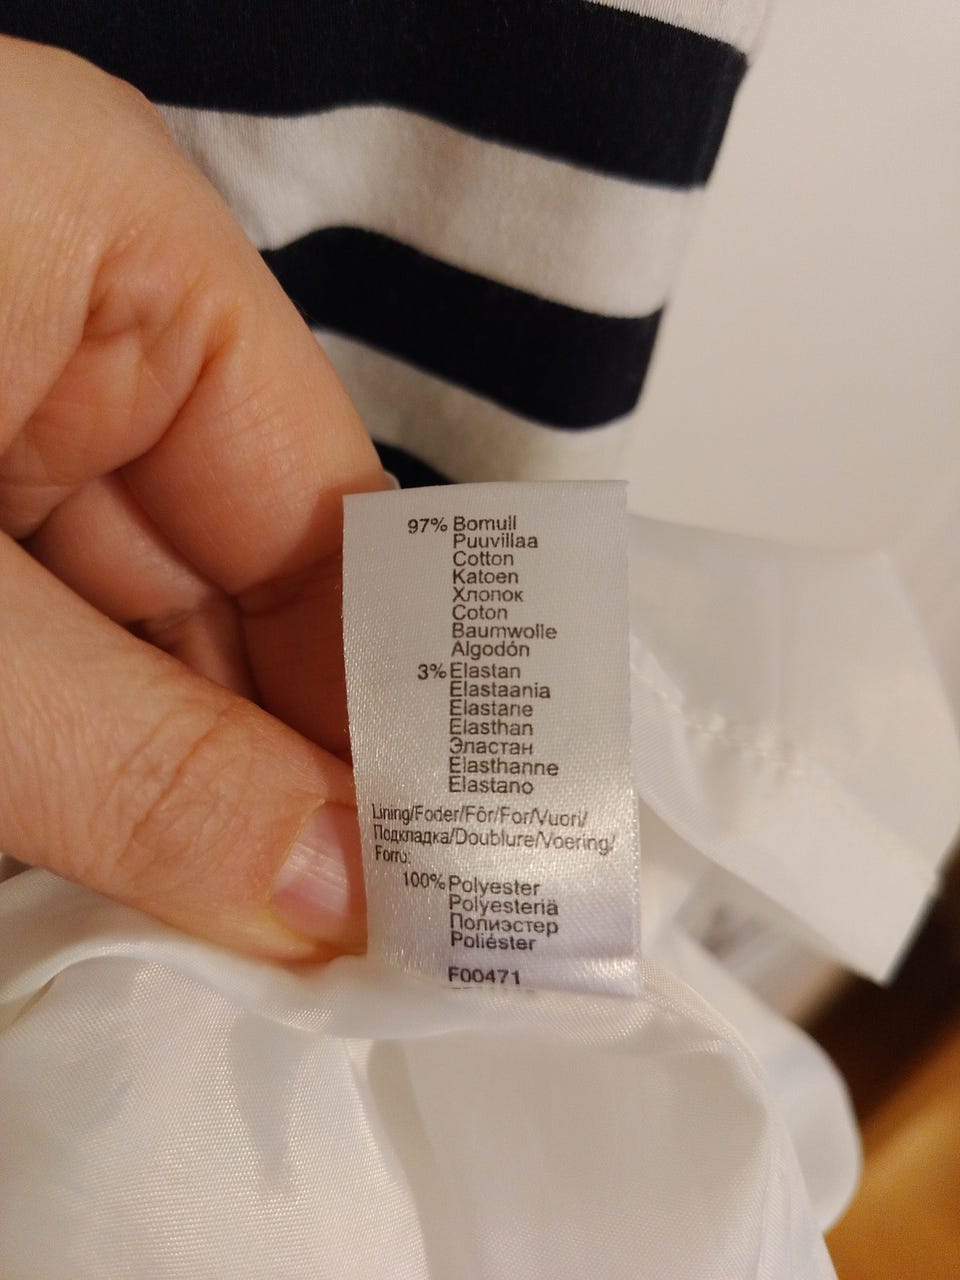 97% Bomull
Puuvillaa
Cotton
Katoen
Хлопок
Coton
Baumwolle
Algodón
3% Elastan
Elastaania
Elastane
Elasthan
Эластан
Elasthanne
Elastano
Lining/Foder/Fôr/For/Vuori/
Подкладка/Doublure/Voering/
Forro:
100% Polyester
Polyesteriä
Полиэстер
Poliéster
F00471